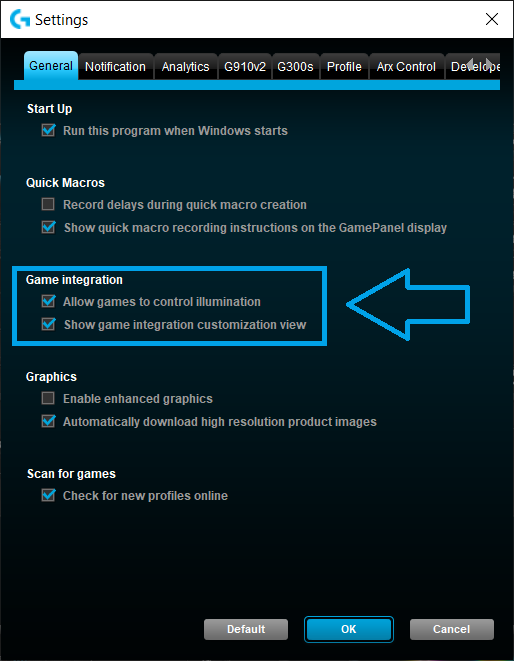 Settings
General Notification Analytics G910v2 G300s Profile Arx Control Develope
Start Up
Run this program when Windows starts
Quick Macros
Record delays during quick macro creation
Show quick macro recording instructions on the GamePanel display
Game integration
Allow games to control illumination
Show game integration customization view
Graphics
Enable enhanced graphics
Automatically download high resolution product images
Scan for games
Check for new profiles online
Default OK Cancel